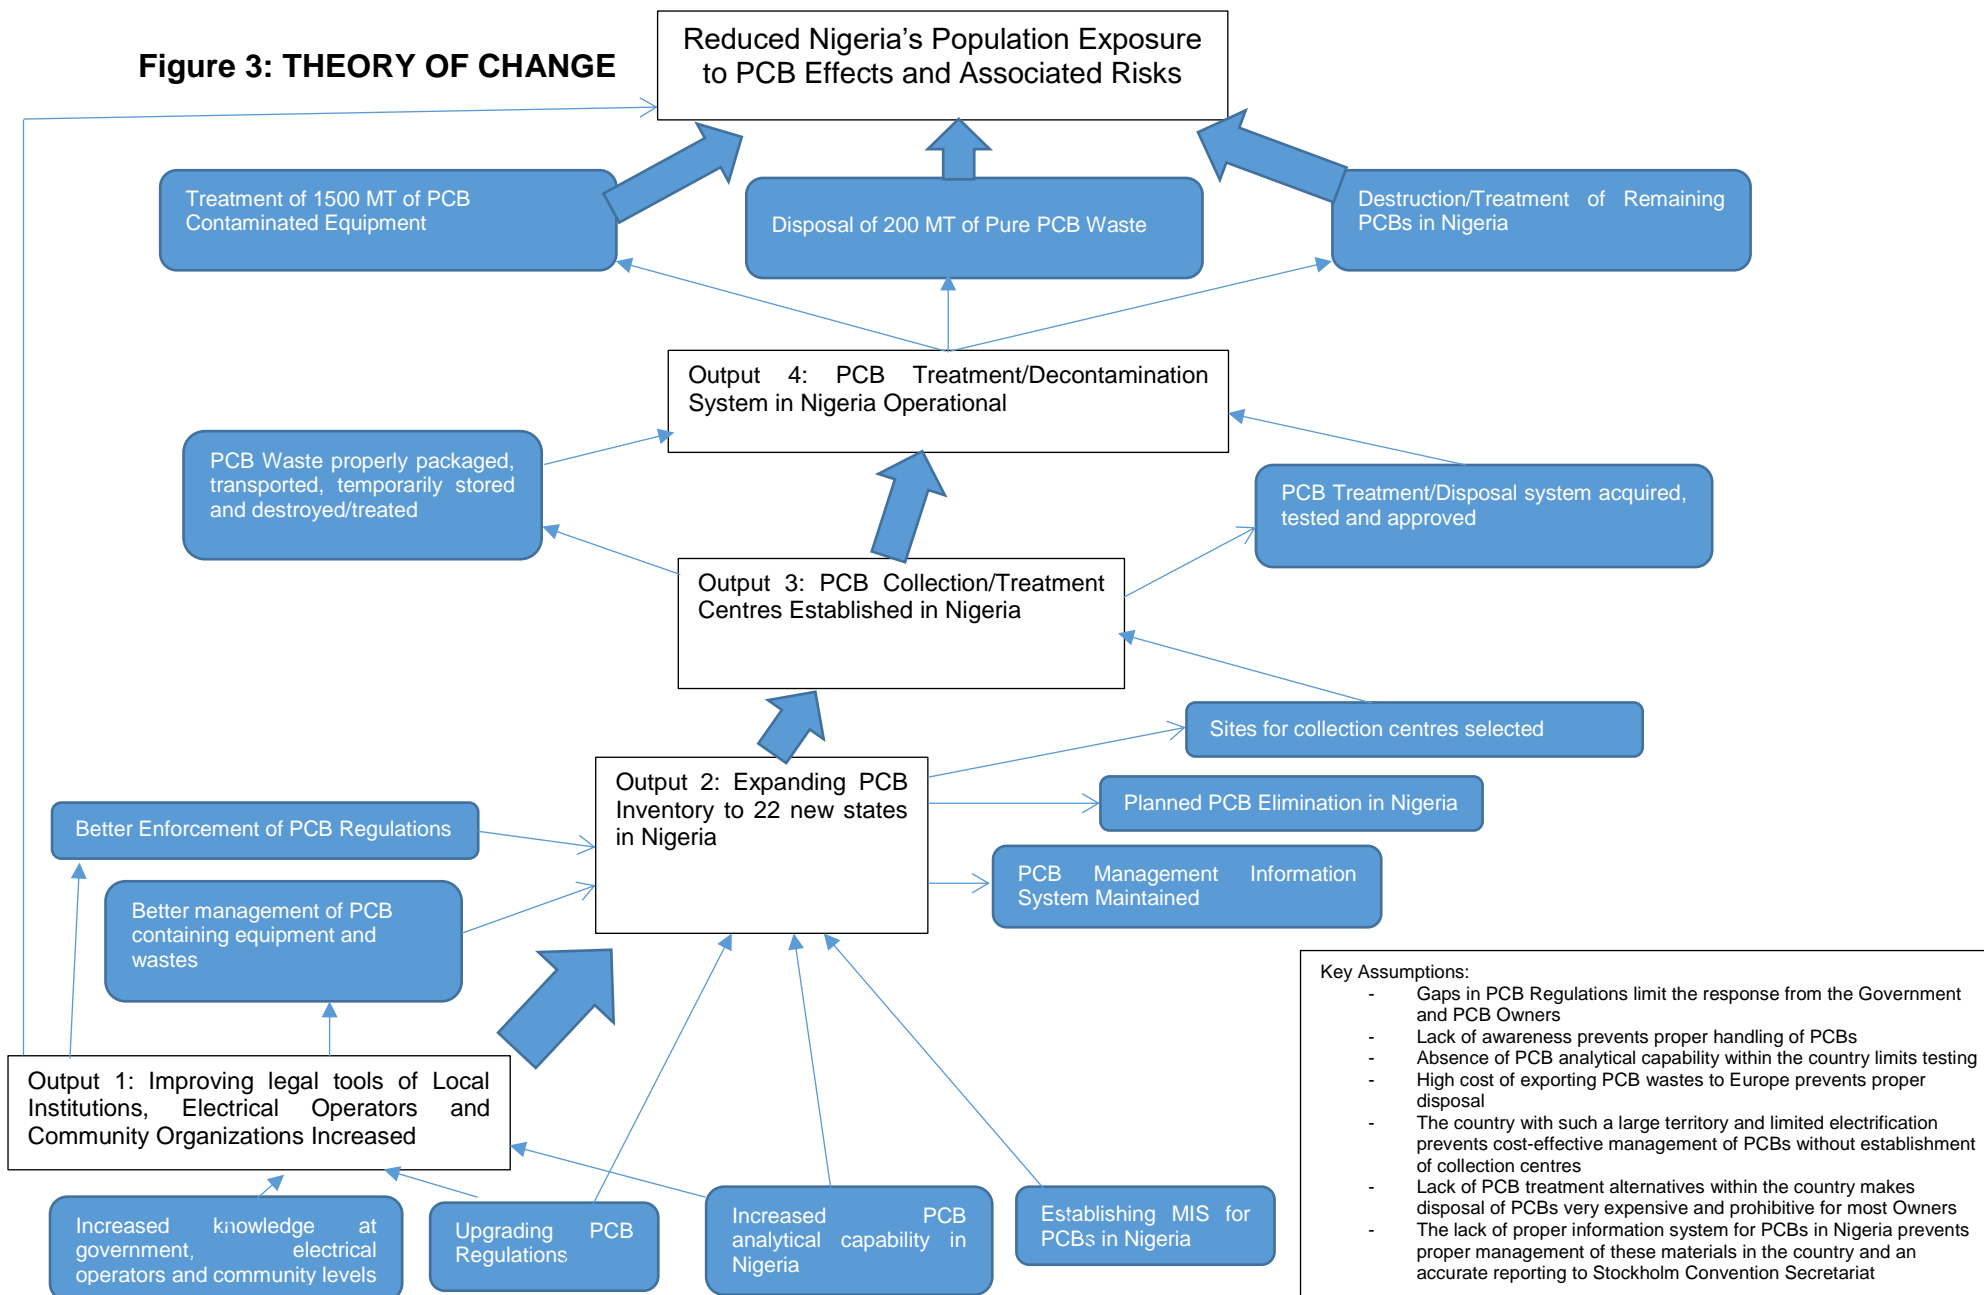 Figure 3: THEORY OF CHANGE
Reduced Nigeria’s Population Exposure
to PCB Effects and Associated Risks
Treatment of 1500 MT of PCB
Contaminated Equipment
Disposal of 200 MT of Pure PCB Waste
Destruction/Treatment of Remaining
PCBs in Nigeria
Output 4: PCB Treatment/Decontamination
System in Nigeria Operational
PCB Waste properly packaged,
transported, temporarily stored
and destroyed/treated
PCB Treatment/Disposal system acquired,
tested and approved
Output 3: PCB Collection/Treatment
Centres Established in Nigeria
Sites for collection centres selected
Output 2: Expanding PCB
Inventory to 22 new states
in Nigeria
Planned PCB Elimination in Nigeria
Better Enforcement of PCB Regulations
PCB Management Information
System Maintained
Better management of PCB
containing equipment and
wastes
Output 1: Improving legal tools of Local
Institutions, Electrical Operators and
Community Organizations Increased
Increased knowledge at
government, electrical
operators and community levels
Upgrading PCB
Regulations
Increased PCB
analytical capability in
Nigeria
Establishing MIS for
PCBs in Nigeria
Key Assumptions:
- Gaps in PCB Regulations limit the response from the Government
and PCB Owners
- Lack of awareness prevents proper handling of PCBs
- Absence of PCB analytical capability within the country limits testing
- High cost of exporting PCB wastes to Europe prevents proper
disposal
- The country with such a large territory and limited electrification
prevents cost-effective management of PCBs without establishment
of collection centres
- Lack of PCB treatment alternatives within the country makes
disposal of PCBs very expensive and prohibitive for most Owners
- The lack of proper information system for PCBs in Nigeria prevents
proper management of these materials in the country and an
accurate reporting to Stockholm Convention Secretariat